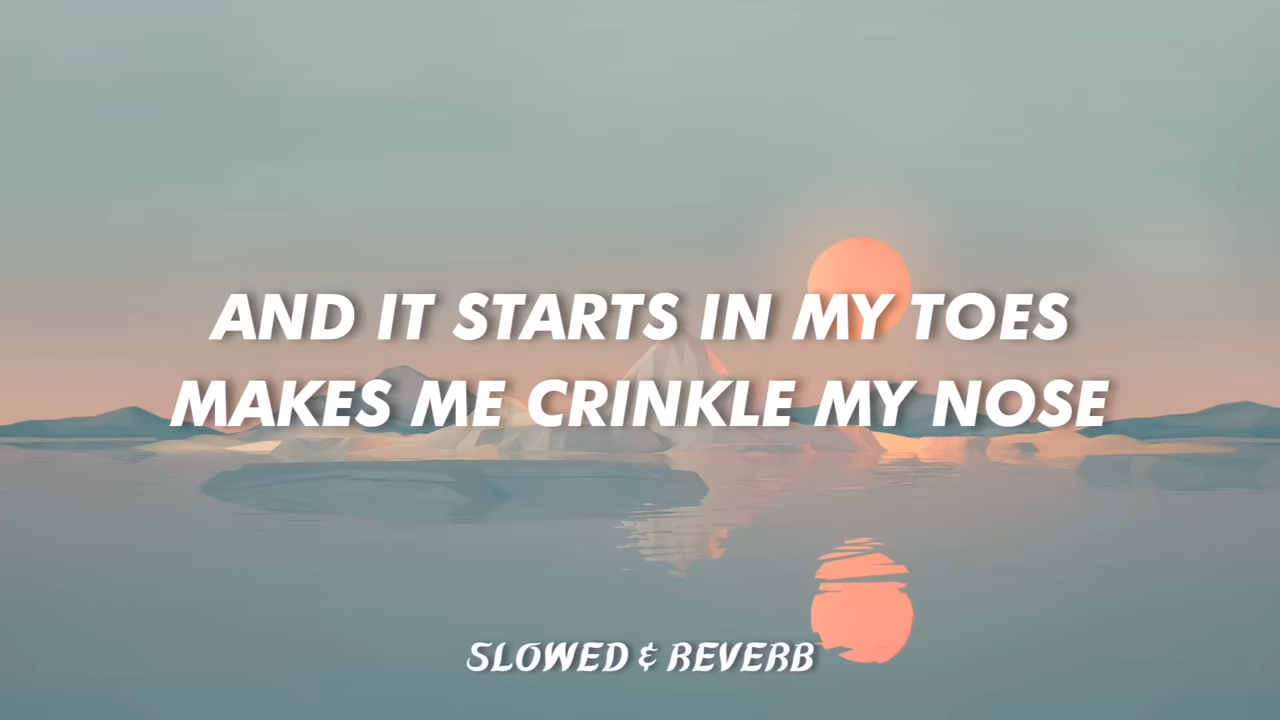 AND IT STARTS IN MY TOES
MAKES ME CRINKLE MY NOSE
SLOWED & REVERB